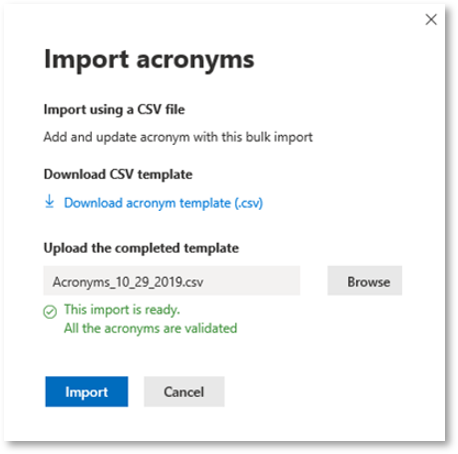 Import acronyms
Import using a CSV file
Add and update acronym with this bulk import
Download CSV template
Download acronym template (.csv)
Upload the completed template
Acronyms_10_29_2019.csv
Browse
This import is ready.
All the acronyms are validated
Import
Cancel